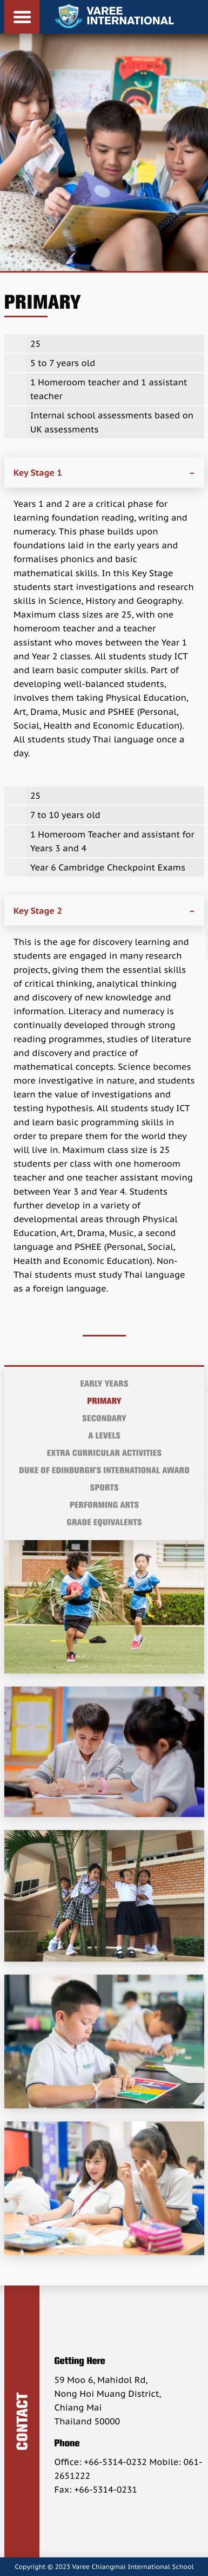 VAREE
INTERNATIONAL
PRIMARY
25
5 to 7 years old
1 Homeroom teacher and 1 assistant
teacher
Internal school assessments based on
UK assessments
Key Stage 1 –
Years 1 and 2 are a critical phase for
learning foundation reading, writing and
numeracy. This phase builds upon
foundations laid in the early years and
formalises phonics and basic
mathematical skills. In this Key Stage
students start investigations and research
skills in Science, History and Geography.
Maximum class sizes are 25, with one
homeroom teacher and a teacher
assistant who moves between the Year 1
and Year 2 classes. All students study ICT
and learn basic computer skills. Part of
developing well-balanced students,
involves them taking Physical Education,
Art, Drama, Music and PSHEE (Personal,
Social, Health and Economic Education).
All students study Thai language once a
day.
25
7 to 10 years old
1 Homeroom Teacher and assistant for
Years 3 and 4
Year 6 Cambridge Checkpoint Exams
Key Stage 2 –
This is the age for discovery learning and
students are engaged in many research
projects, giving them the essential skills
of critical thinking, analytical thinking
and discovery of new knowledge and
information. Literacy and numeracy is
continually developed through strong
reading programmes, studies of literature
and discovery and practice of
mathematical concepts. Science becomes
more investigative in nature, and students
learn the value of investigations and
testing hypothesis. All students study ICT
and learn basic programming skills in
order to prepare them for the world they
will live in. Maximum class size is 25
students per class with one homeroom
teacher and one teacher assistant moving
between Year 3 and Year 4. Students
further develop in a variety of
developmental areas through Physical
Education, Art, Drama, Music, a second
language and PSHEE (Personal, Social,
Health and Economic Education). Non-
Thai students must study Thai language
as a foreign language.
EARLY YEARS
PRIMARY
SECONDARY
A LEVELS
EXTRA CURRICULAR ACTIVITIES
DUKE OF EDINBURGH'S INTERNATIONAL AWARD
SPORTS
PERFORMING ARTS
GRADE EQUIVALENTS
CONTACT
Getting Here
59 Moo 6, Mahidol Rd,
Nong Hoi Muang District,
Chiang Mai
Thailand 50000
Phone
Office: +66-5314-0232 Mobile: 061-
2651222
Fax: +66-5314-0231
Copyright © 2023 Varee Chiangmai International School